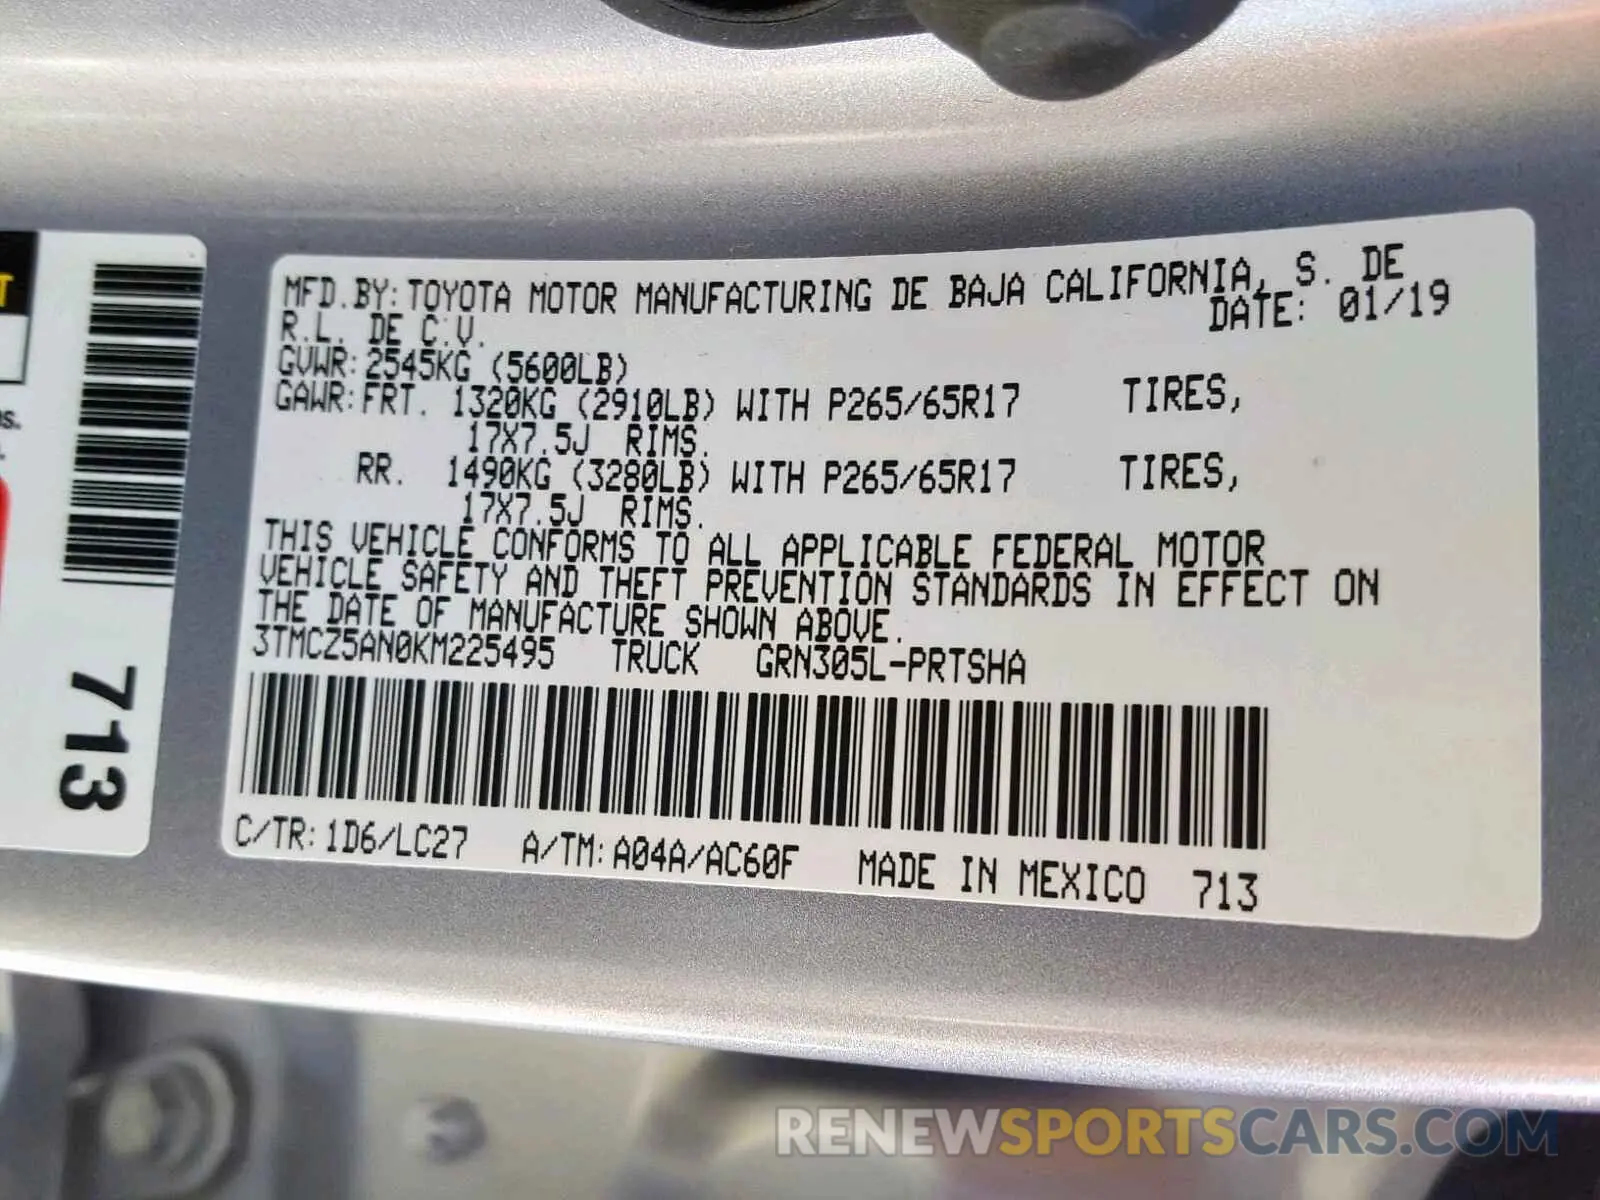 MFD.BY:TOYOTA MOTOR MANUFACTURING DE BAJA CALIFORNIA, S. DE
R.L. DE C.V. DATE: 01/19
GVWR:2545KG (5600LB)
GAWR:FRT. 1320KG (2910LB) WITH P265/65R17 TIRES,
17X7.5J RIMS.
RR. 1490KG (3280LB) WITH P265/65R17 TIRES,
17X7.5J RIMS.
THIS VEHICLE CONFORMS TO ALL APPLICABLE FEDERAL MOTOR
VEHICLE SAFETY AND THEFT PREVENTION STANDARDS IN EFFECT ON
THE DATE OF MANUFACTURE SHOWN ABOVE.
3TMCZ5AN0KM225495 TRUCK GRN305L-PRTSHA
C/TR:1D6/LC27 A/TM:A04A/AC60F MADE IN MEXICO 713
713
RENEWSPORTSCARS.COM